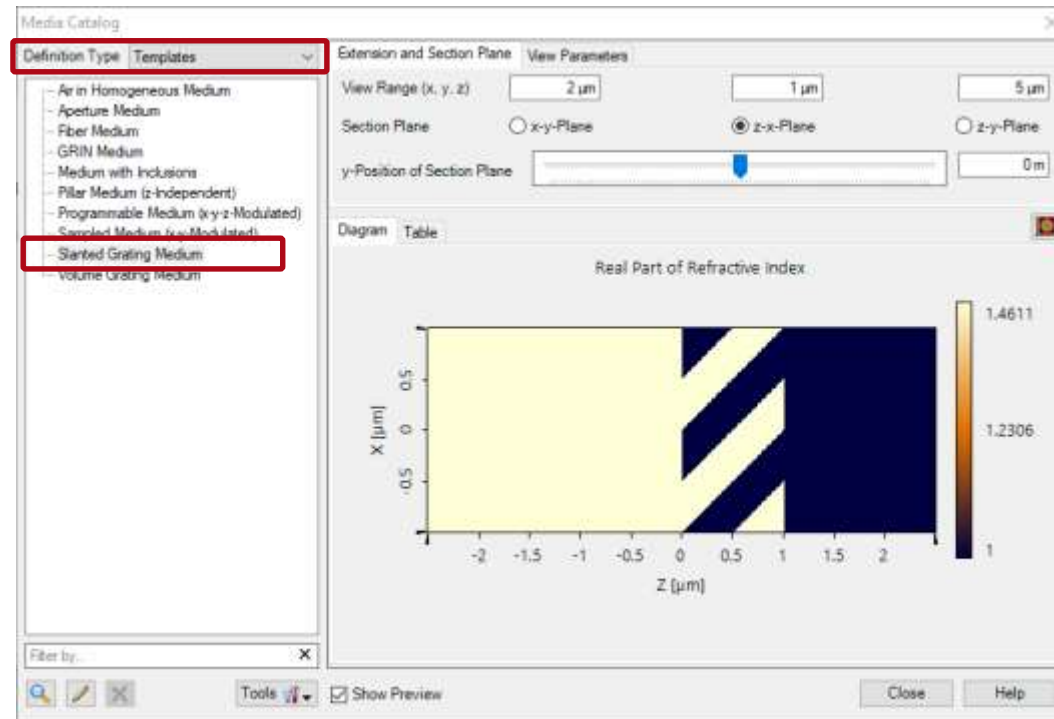 Media Catalog
Definition Type Templates
Air in Homogeneous Medium
Aperture Medium
Fiber Medium
GRIN Medium
Medium with Inclusions
Pillar Medium (z-Independent)
Programmable Medium (x-y-z-Modulated)
Sampled Medium (x-y-Modulated)
Slanted Grating Medium
Volume Grating Medium
Filter by...
Tools
Extension and Section Plane View Parameters
View Range (x, y, z) 2 µm 1 µm 5 µm
Section Plane x-y-Plane z-x-Plane z-y-Plane
y-Position of Section Plane 0 m
Diagram Table
Real Part of Refractive Index
X [µm]
0.5
0
-0.5
-2 -1.5 -1 -0.5 0 0.5 1 1.5 2
Z [µm]
1.4611
1.2306
1
Show Preview
Close Help